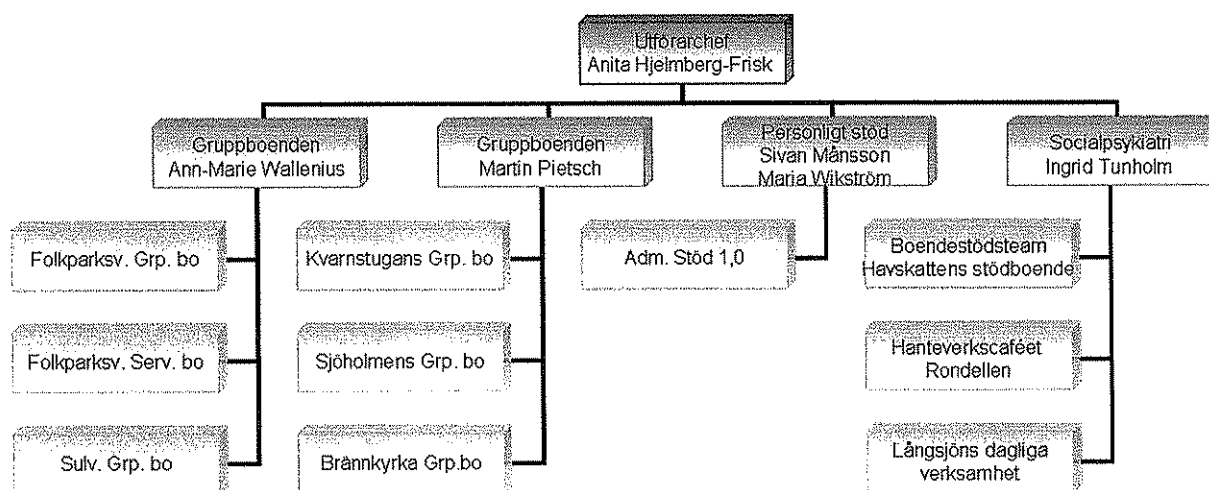 Utförarchef
Anita Hjelmberg-Frisk
Gruppboenden
Ann-Marie Wallenius
Gruppboenden
Martin Pietsch
Personligt stöd
Sivan Månsson
Maria Wikström
Socialpsykiatri
Ingrid Tunholm
Folkparksv. Grp. bo
Kvarnstugans Grp. bo
Adm. Stöd 1,0
Boendestödsteam
Havskattens stödboende
Folkparksv. Serv. bo
Sjöholmens Grp. bo
Hanteverkscaféet
Rondellen
Sulv. Grp. bo
Brännkyrka Grp.bo
Långsjöns dagliga
verksamhet